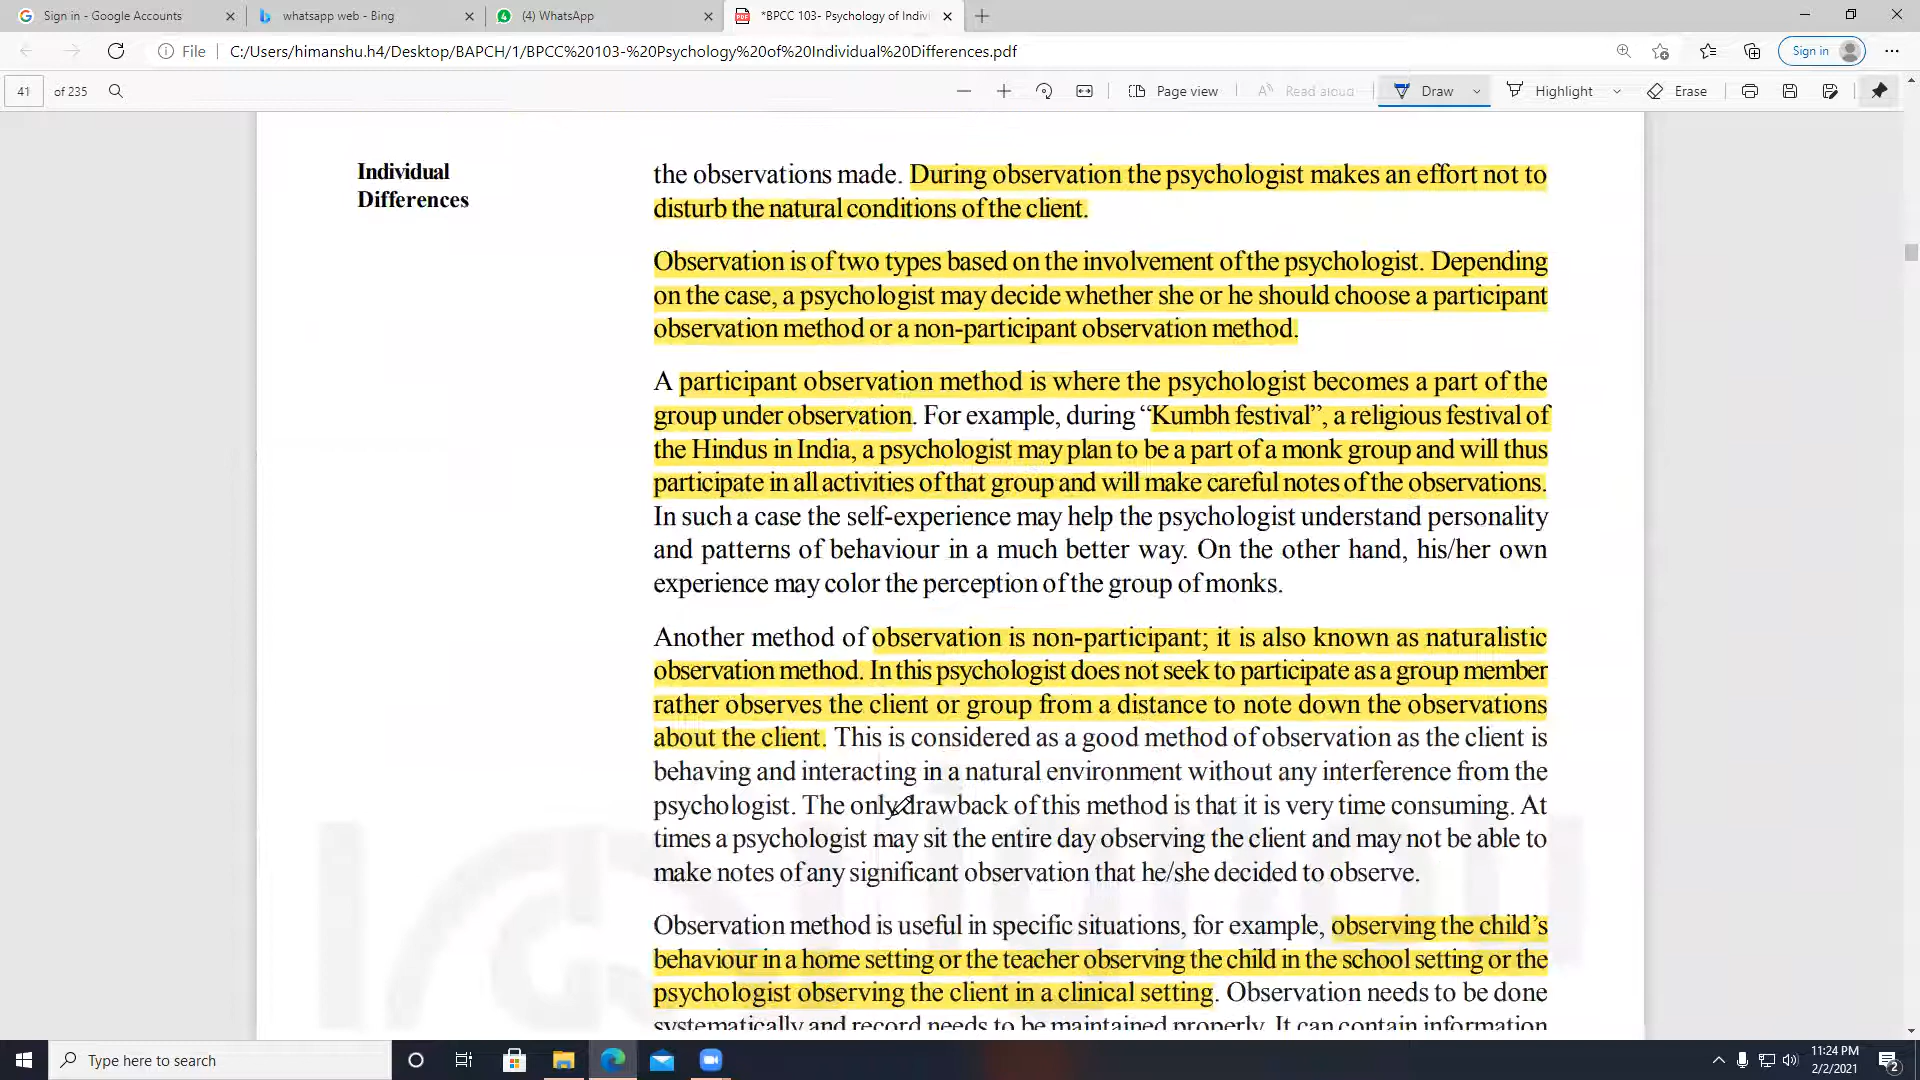 Sign in - Google Accounts
whatsapp web - Bing
(4) WhatsApp
*BPCC 103- Psychology of Indivi
File
C:/Users/himanshu.h4/Desktop/BAPCH/1/BPCC%20103-%20Psychology%20of%20Individual%20Differences.pdf
Sign in
41
of 235
Page view
Read aloud
Draw
Highlight
Erase
Individual
Differences
the observations made. During observation the psychologist makes an effort not to
disturb the natural conditions of the client.
Observation is of two types based on the involvement of the psychologist. Depending
on the case, a psychologist may decide whether she or he should choose a participant
observation method or a non-participant observation method.
A participant observation method is where the psychologist becomes a part of the
group under observation. For example, during “Kumbh festival”, a religious festival of
the Hindus in India, a psychologist may plan to be a part of a monk group and will thus
participate in all activities of that group and will make careful notes of the observations.
In such a case the self-experience may help the psychologist understand personality
and patterns of behaviour in a much better way. On the other hand, his/her own
experience may color the perception of the group of monks.
Another method of observation is non-participant; it is also known as naturalistic
observation method. In this psychologist does not seek to participate as a group member
rather observes the client or group from a distance to note down the observations
about the client. This is considered as a good method of observation as the client is
behaving and interacting in a natural environment without any interference from the
psychologist. The only drawback of this method is that it is very time consuming. At
times a psychologist may sit the entire day observing the client and may not be able to
make notes of any significant observation that he/she decided to observe.
Observation method is useful in specific situations, for example, observing the child’s
behaviour in a home setting or the teacher observing the child in the school setting or the
psychologist observing the client in a clinical setting. Observation needs to be done
systematically and record needs to be maintained properly. It can contain information
Type here to search
11:24 PM
2/2/2021
2